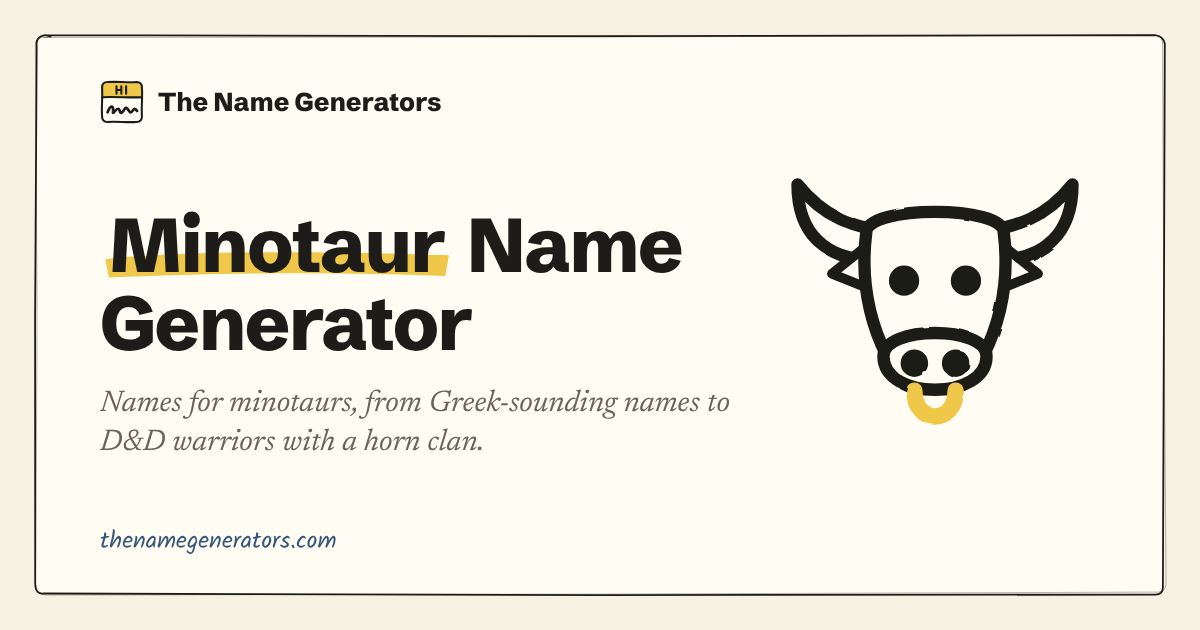 HI
The Name Generators
Minotaur Name
Generator
Names for minotaurs, from Greek-sounding names to
D&D warriors with a horn clan.
thenamegenerators.com